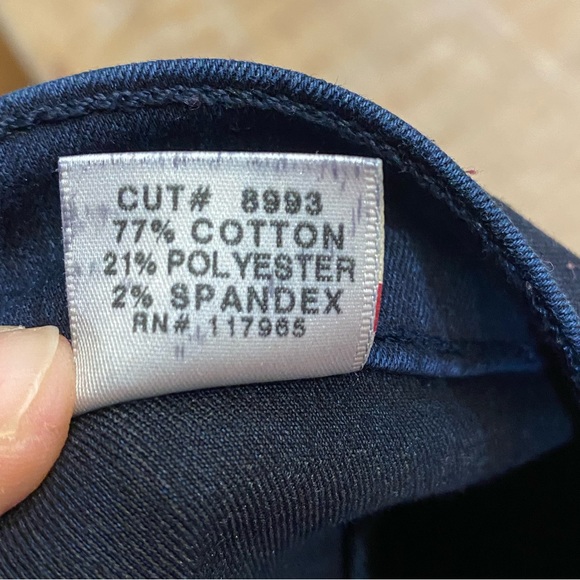 CUT# 8993
77% COTTON
21% POLYESTER
2% SPANDEX
RN# 117965